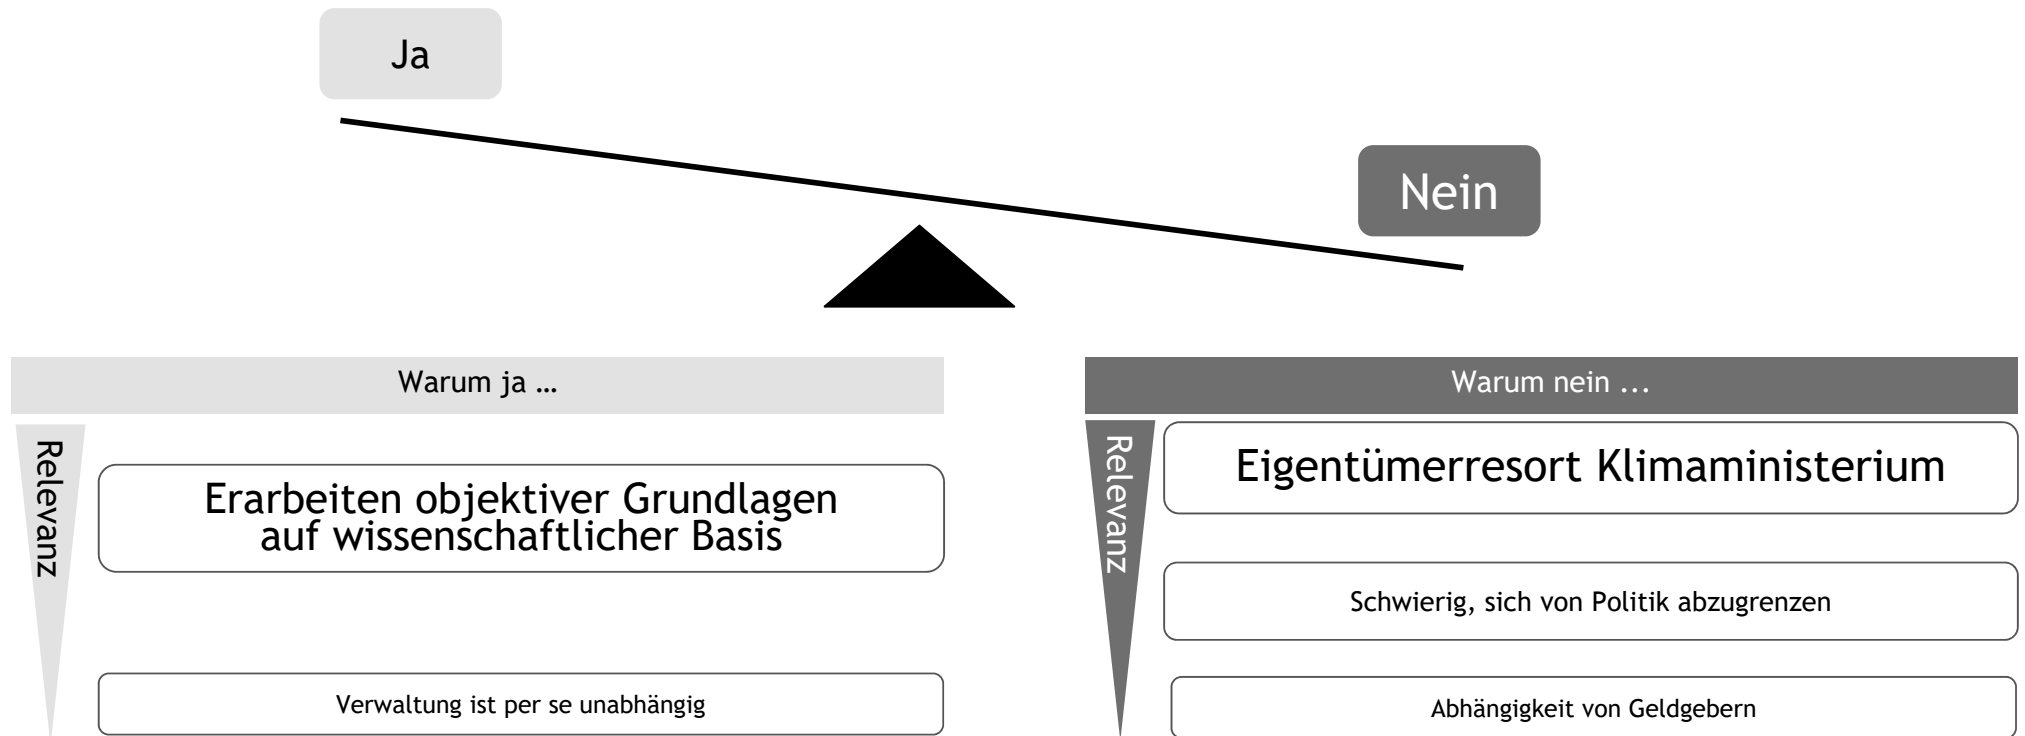 Ja
Nein
Warum ja …
Relevanz
Erarbeiten objektiver Grundlagen
auf wissenschaftlicher Basis
Verwaltung ist per se unabhängig
Warum nein ...
Relevanz
Eigentümerresort Klimaministerium
Schwierig, sich von Politik abzugrenzen
Abhängigkeit von Geldgebern